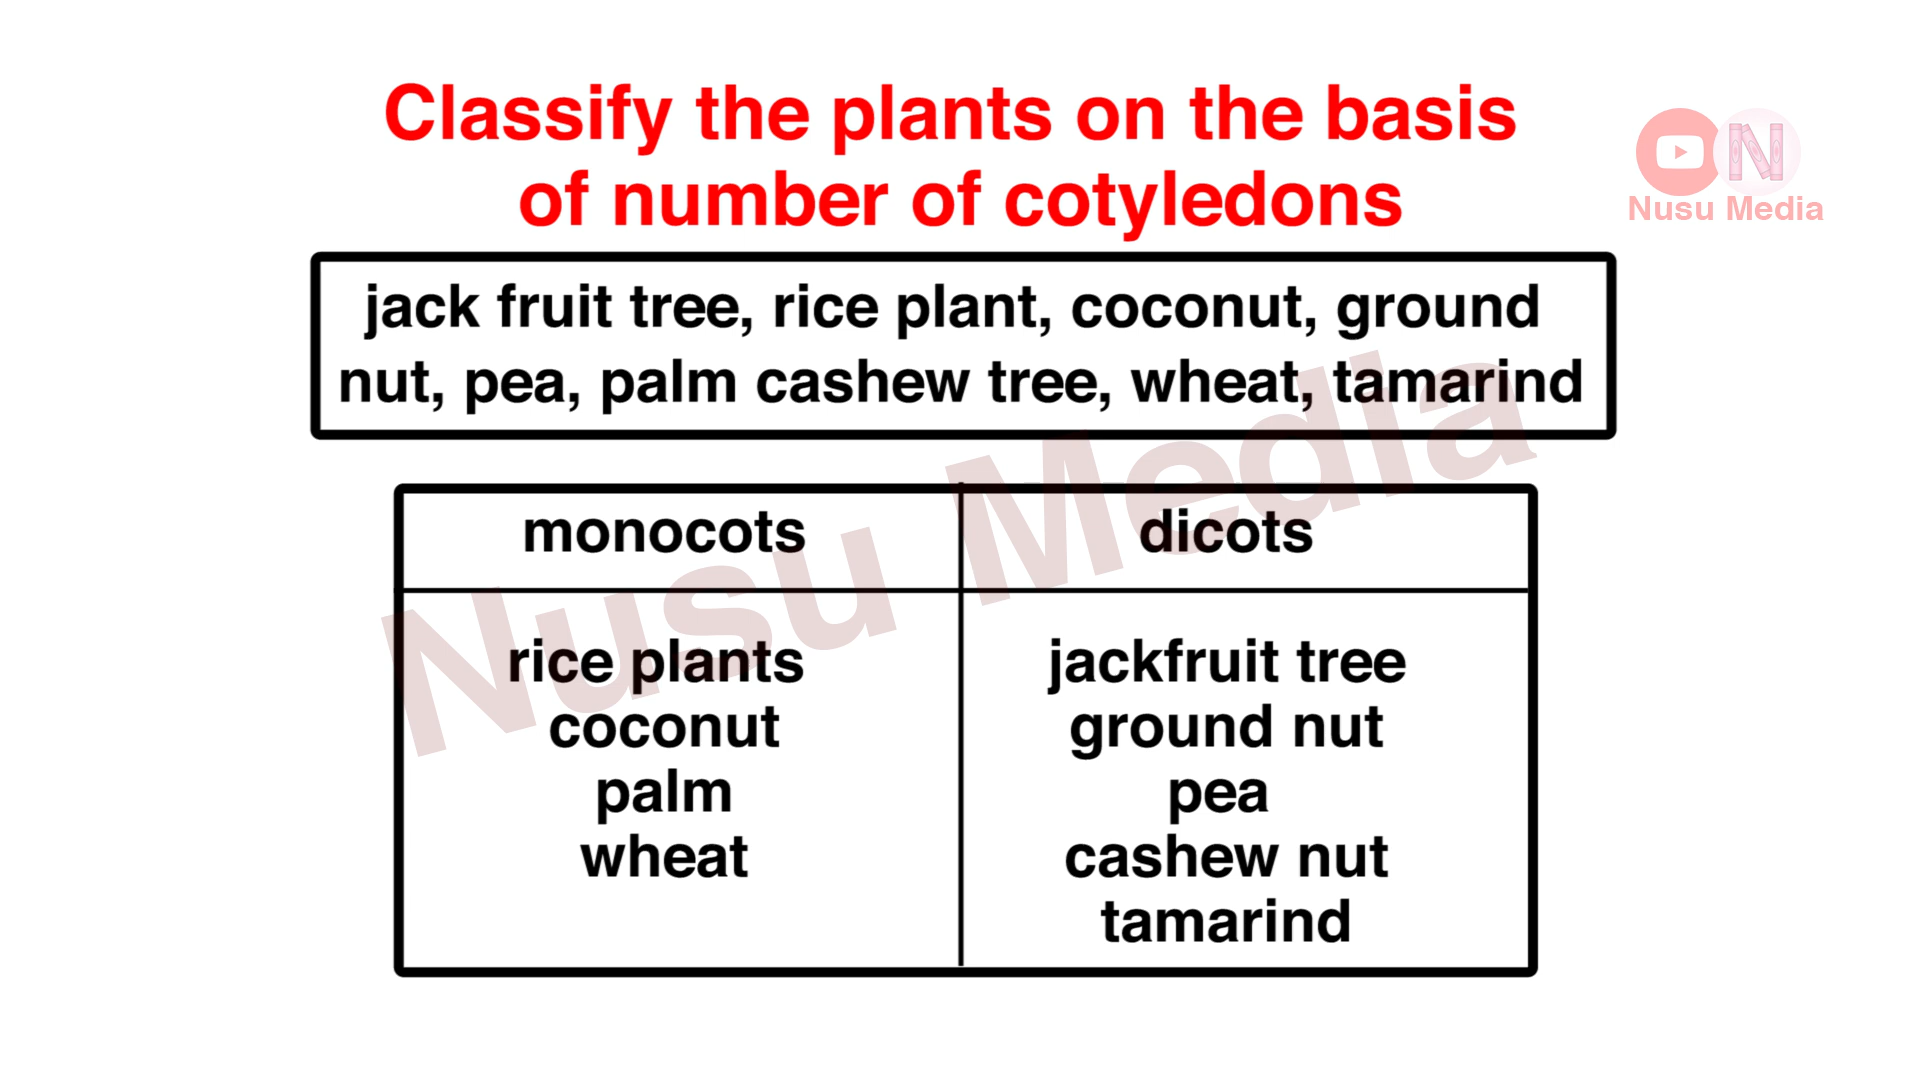 Classify the plants on the basis
of number of cotyledons
Nusu Media
jack fruit tree, rice plant, coconut, ground
nut, pea, palm cashew tree, wheat, tamarind
Nusu Media
monocots dicots
rice plants jackfruit tree
coconut ground nut
palm pea
wheat cashew nut
tamarind